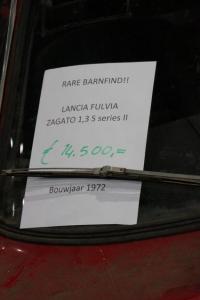 RARE BARNFIND!!
LANCIA FULVIA
ZAGATO 1,3 S series II
€ 14.500,=
Bouwjaar 1972